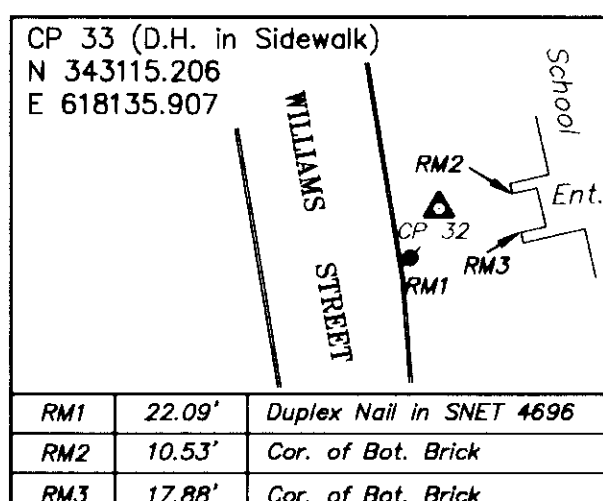 CP 33 (D.H. in Sidewalk)
N 343115.206
E 618135.907
WILLIAMS STREET
School
RM2
Ent.
CP 32
RM3
RM1
RM1 22.09' Duplex Nail in SNET 4696
RM2 10.53' Cor. of Bot. Brick
RM3 17.88' Cor. of Bot. Brick